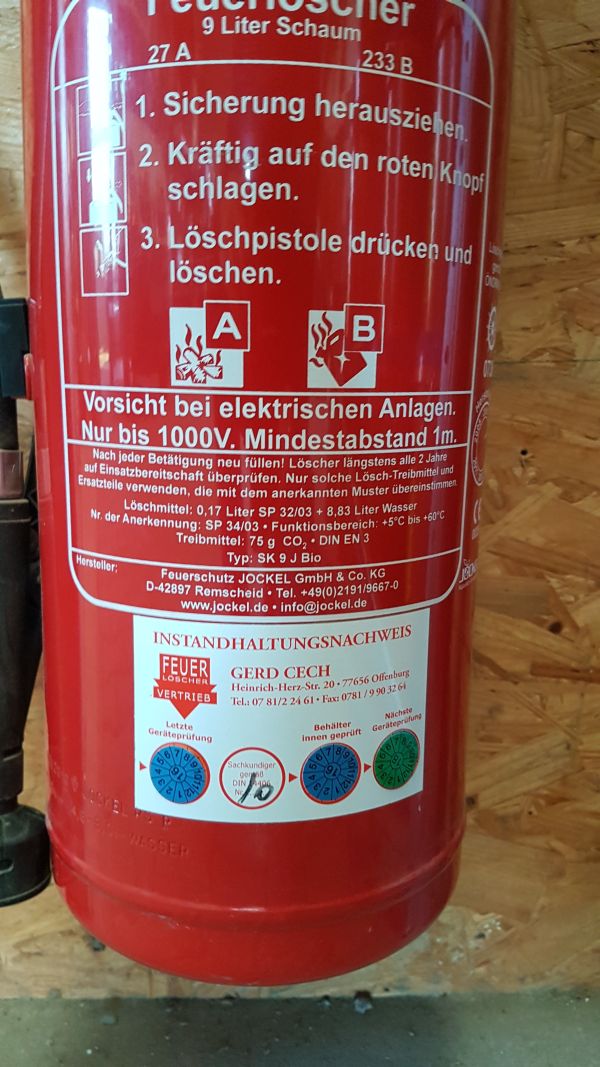 Feuerlöscher
9 Liter Schaum
27 A 233 B
1. Sicherung herausziehen.
2. Kräftig auf den roten Knopf
schlagen.
3. Löschpistole drücken und
löschen.
A B
Vorsicht bei elektrischen Anlagen.
Nur bis 1000V. Mindestabstand 1m.
Nach jeder Betätigung neu füllen! Löscher längstens alle 2 Jahre
auf Einsatzbereitschaft überprüfen. Nur solche Lösch-Treibmittel und
Ersatzteile verwenden, die mit dem anerkannten Muster übereinstimmen.
Löschmittel: 0,17 Liter SP 32/03 + 8,83 Liter Wasser
Nr. der Anerkennung: SP 34/03 • Funktionsbereich: +5°C bis +60°C
Treibmittel: 75 g CO2 • DIN EN 3
Typ: SK 9 J Bio
Hersteller:
Feuerschutz JOCKEL GmbH & Co. KG
D-42897 Remscheid • Tel. +49(0)2191/9667-0
www.jockel.de • info@jockel.de
INSTANDHALTUNGSNACHWEIS
FEUER
LÖSCHER
VERTRIEB
GERD CECH
Heinrich-Herz-Str. 20 • 77656 Offenburg
Tel.: 07 81/2 24 61 • Fax: 0781 / 9 90 32 64
Letzte
Geräteprüfung
Behälter
innen geprüft
Nächste
Geräteprüfung
Sachkundiger
gemäß
DIN 14406